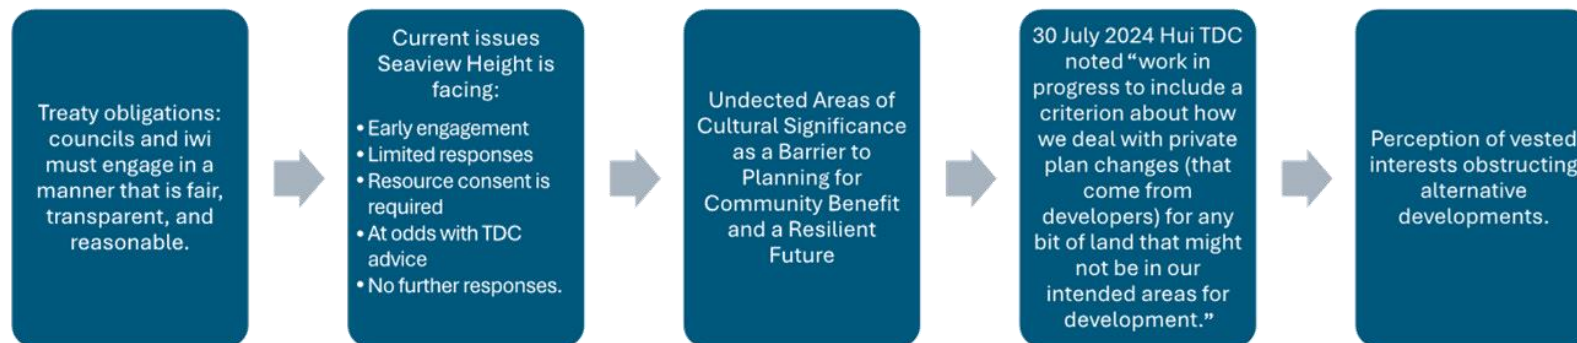 Treaty obligations:
councils and iwi
must engage in a
manner that is fair,
transparent, and
reasonable.
Current issues
Seaview Height is
facing:
• Early engagement
• Limited responses
• Resource consent is
required
• At odds with TDC
advice
• No further responses.
Undected Areas of
Cultural Significance
as a Barrier to
Planning for
Community Benefit
and a Resilient
Future
30 July 2024 Hui TDC
noted “work in
progress to include a
criterion about how
we deal with private
plan changes (that
come from
developers) for any
bit of land that might
not be in our
intended areas for
development.”
Perception of vested
interests obstructing
alternative
developments.